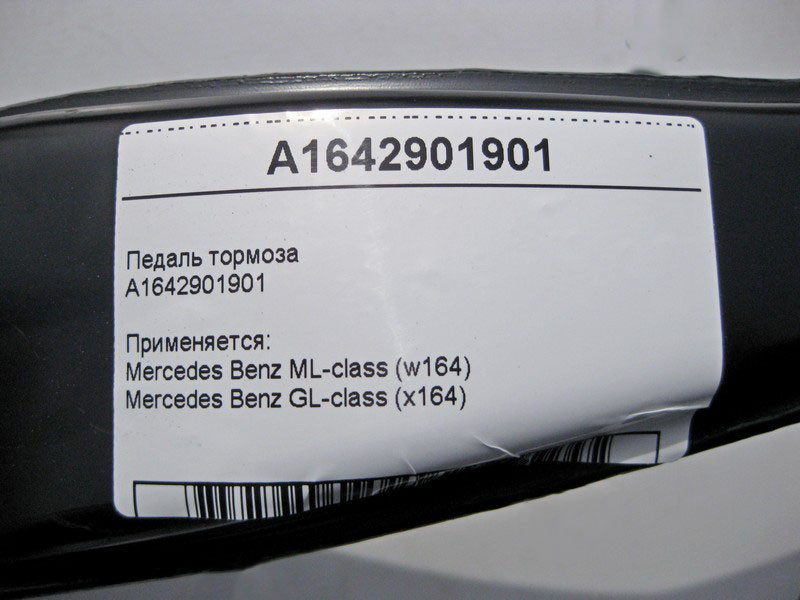 A1642901901
Педаль тормоза
A1642901901
Применяется:
Mercedes Benz ML-class (w164)
Mercedes Benz GL-class (x164)